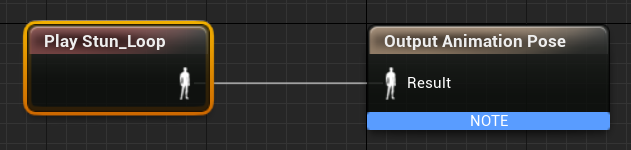 Play Stun_Loop
Output Animation Pose
Result
NOTE